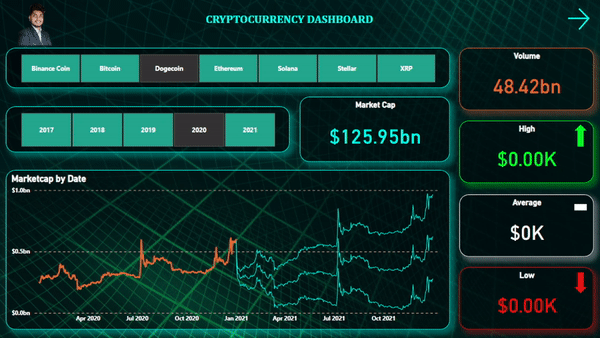 CRYPTOCURRENCY DASHBOARD
Binance Coin Bitcoin Dogecoin Ethereum Solana Stellar XRP
2017 2018 2019 2020 2021
Market Cap
$125.95bn
Volume
48.42bn
High
$0.00K
Average
$0K
Low
$0.00K
Marketcap by Date
$1.0bn
$0.5bn
$0.0bn
Apr 2020 Jul 2020 Oct 2020 Jan 2021 Apr 2021 Jul 2021 Oct 2021